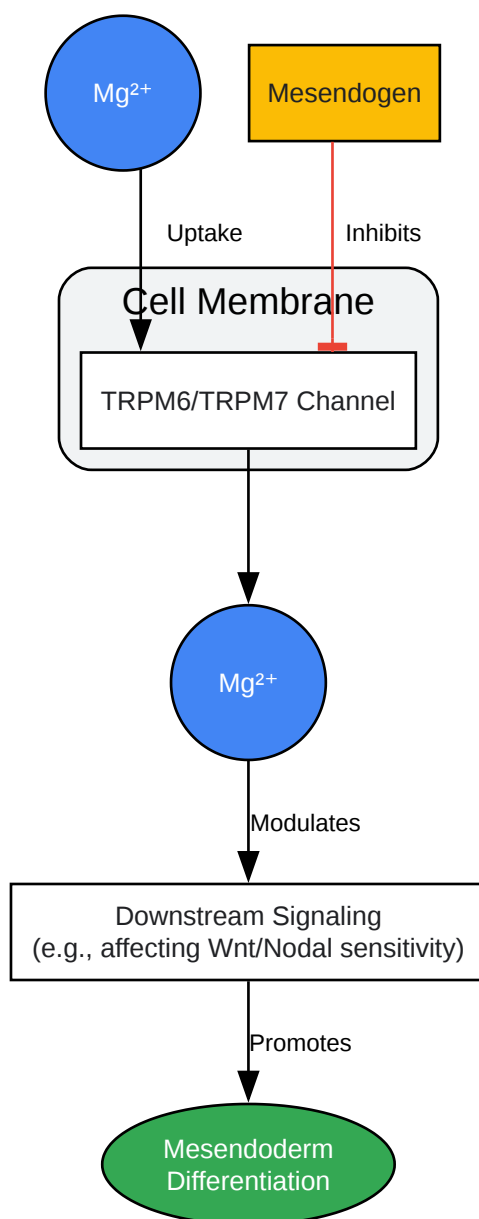 Mg²⁺
Mesendogen
Uptake
Inhibits
Cell Membrane
TRPM6/TRPM7 Channel
Mg²⁺
Modulates
Downstream Signaling
(e.g., affecting Wnt/Nodal sensitivity)
Promotes
Mesendoderm
Differentiation